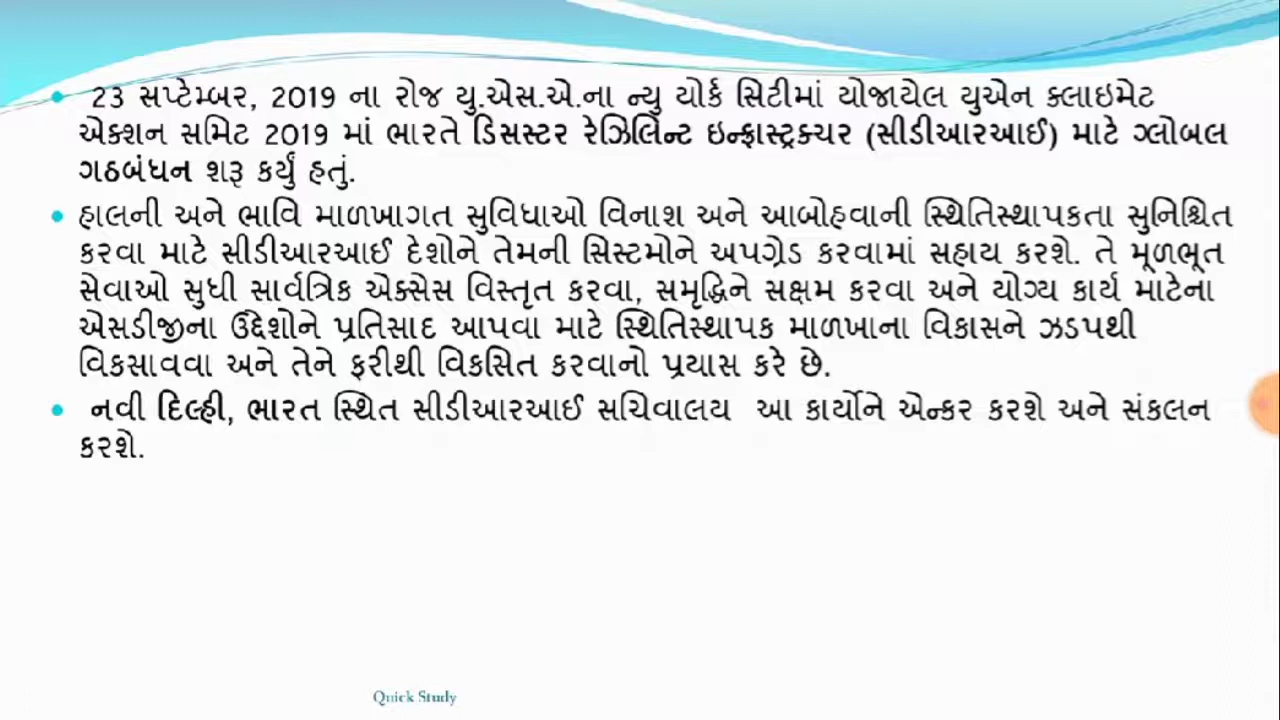 • 23 સપ્ટેમ્બર, 2019 ના રોજ યુ.એસ.એ.ના ન્યુ યોર્ક સિટીમાં યોજાયેલ યુએન ક્લાઇમેટ
એક્શન સમિટ 2019 માં ભારતે ડિસસ્ટર રેઝિલિન્ટ ઇન્ફ્રાસ્ટ્રક્ચર (સીડીઆરઆઈ) માટે ગ્લોબલ
ગઠબંધન શરૂ કર્યું હતું.
• હાલની અને ભાવિ માળખાગત સુવિધાઓ વિનાશ અને આબોહવાની સ્થિતિસ્થાપકતા સુનિશ્ચિત
કરવા માટે સીડીઆરઆઈ દેશોને તેમની સિસ્ટમોને અપગ્રેડ કરવામાં સહાય કરશે. તે મૂળભૂત
સેવાઓ સુધી સાર્વત્રિક એક્સેસ વિસ્તૃત કરવા, સમૃદ્ધિને સક્ષમ કરવા અને યોગ્ય કાર્ય માટેના
એસડીજીના ઉદ્દેશોને પ્રતિસાદ આપવા માટે સ્થિતિસ્થાપક માળખાના વિકાસને ઝડપથી
વિકસાવવા અને તેને ફરીથી વિકસિત કરવાનો પ્રયાસ કરે છે.
• નવી દિલ્હી, ભારત સ્થિત સીડીઆરઆઈ સચિવાલય આ કાર્યોને એન્કર કરશે અને સંકલન
કરશે.
Quick Study